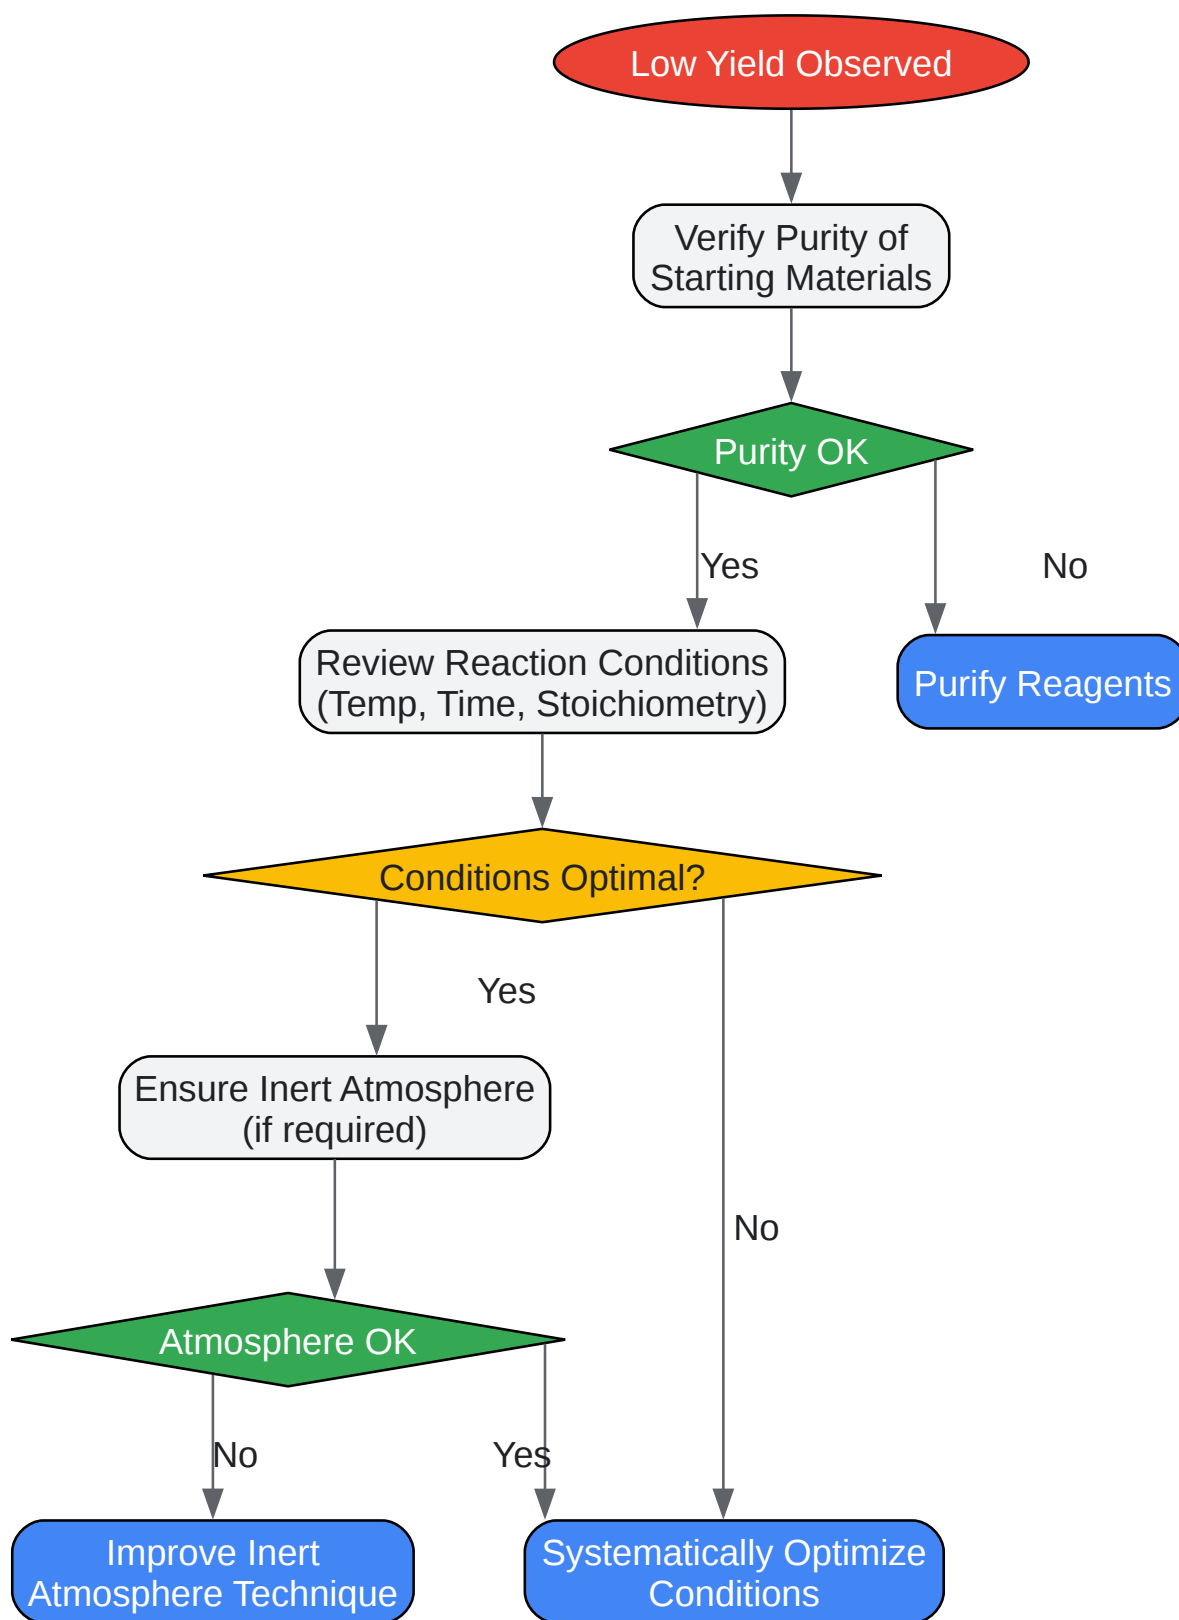 Low Yield Observed
Verify Purity of
Starting Materials
Purity OK
Yes
No
Review Reaction Conditions
(Temp, Time, Stoichiometry)
Purify Reagents
Conditions Optimal?
Yes
Ensure Inert Atmosphere
(if required)
No
Atmosphere OK
No
Yes
Improve Inert
Atmosphere Technique
Systematically Optimize
Conditions